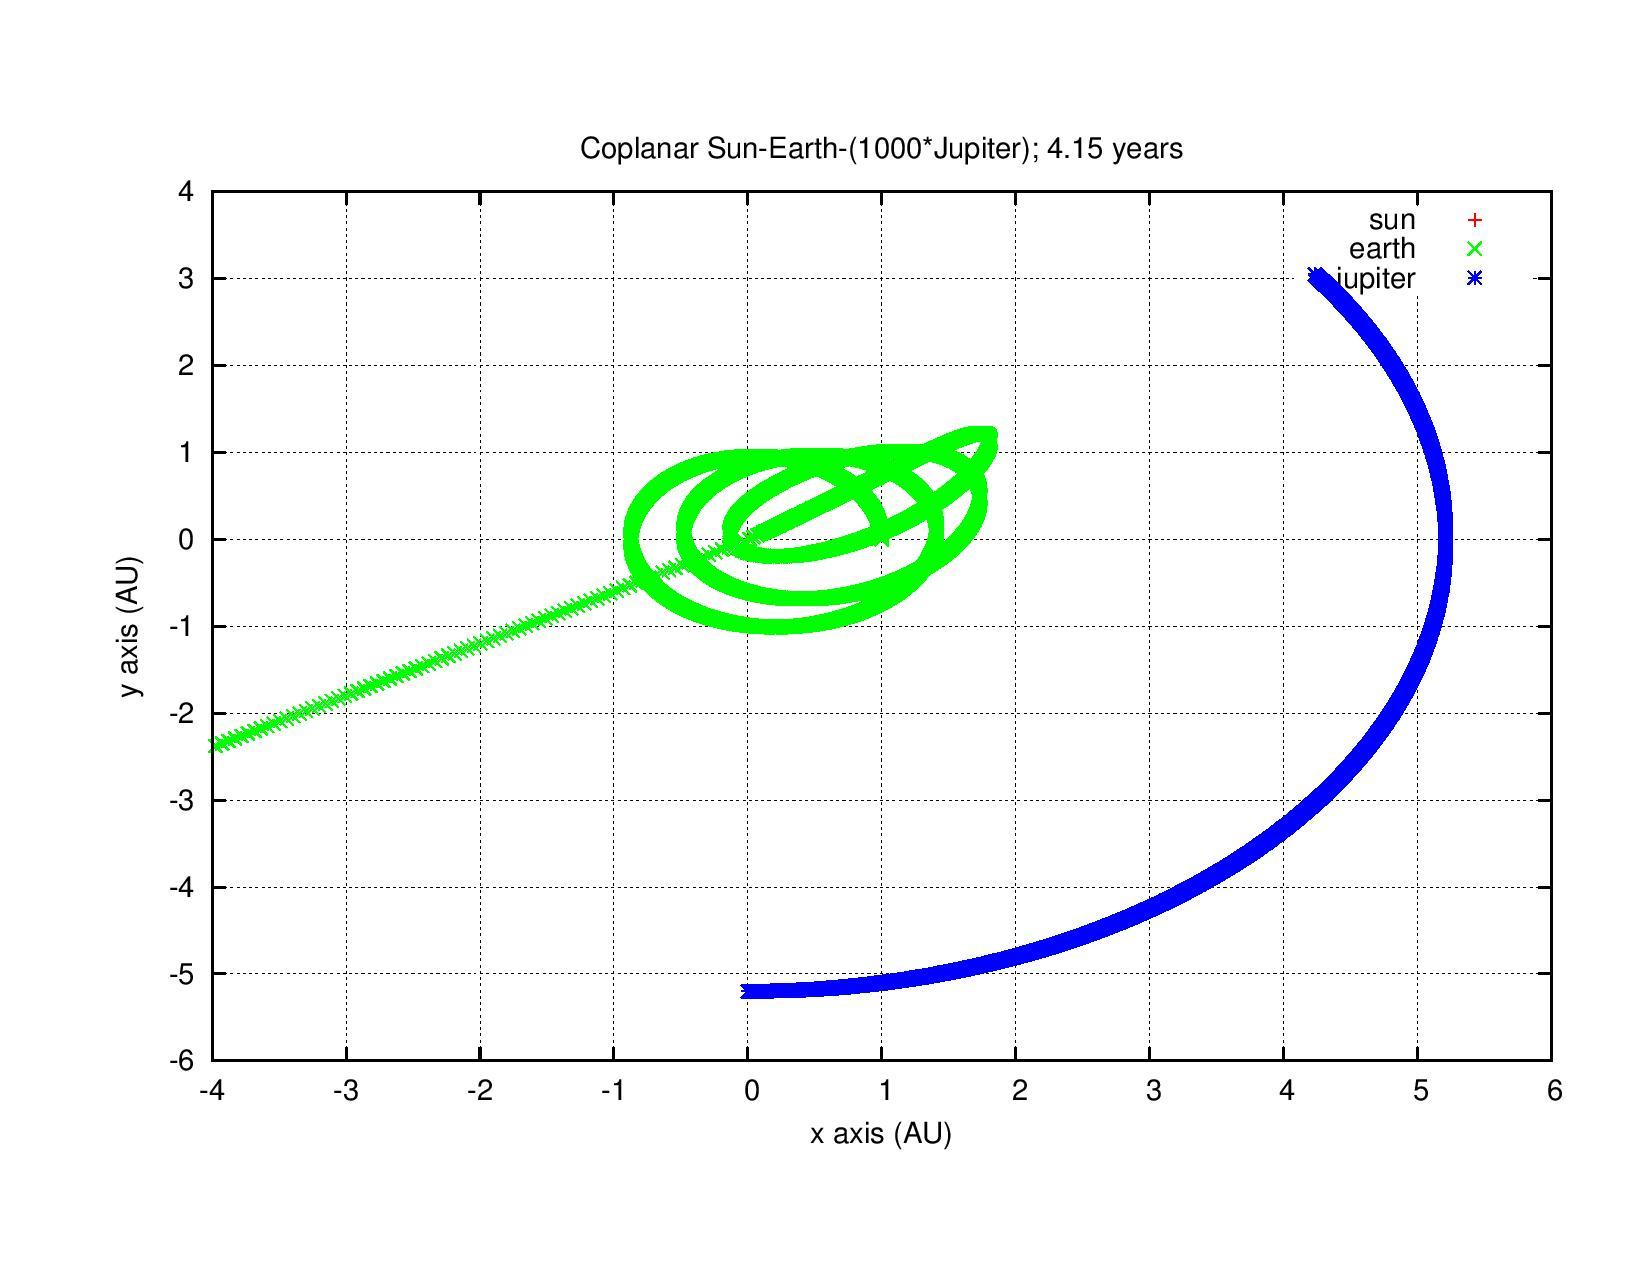 Coplanar Sun-Earth-(1000*Jupiter); 4.15 years
4
sun
earth
3
jupiter
2
1
0
-1
-2
-3
-4
-5
-6
y axis (AU)
-4 -3 -2 -1 0 1 2 3 4 5 6
x axis (AU)